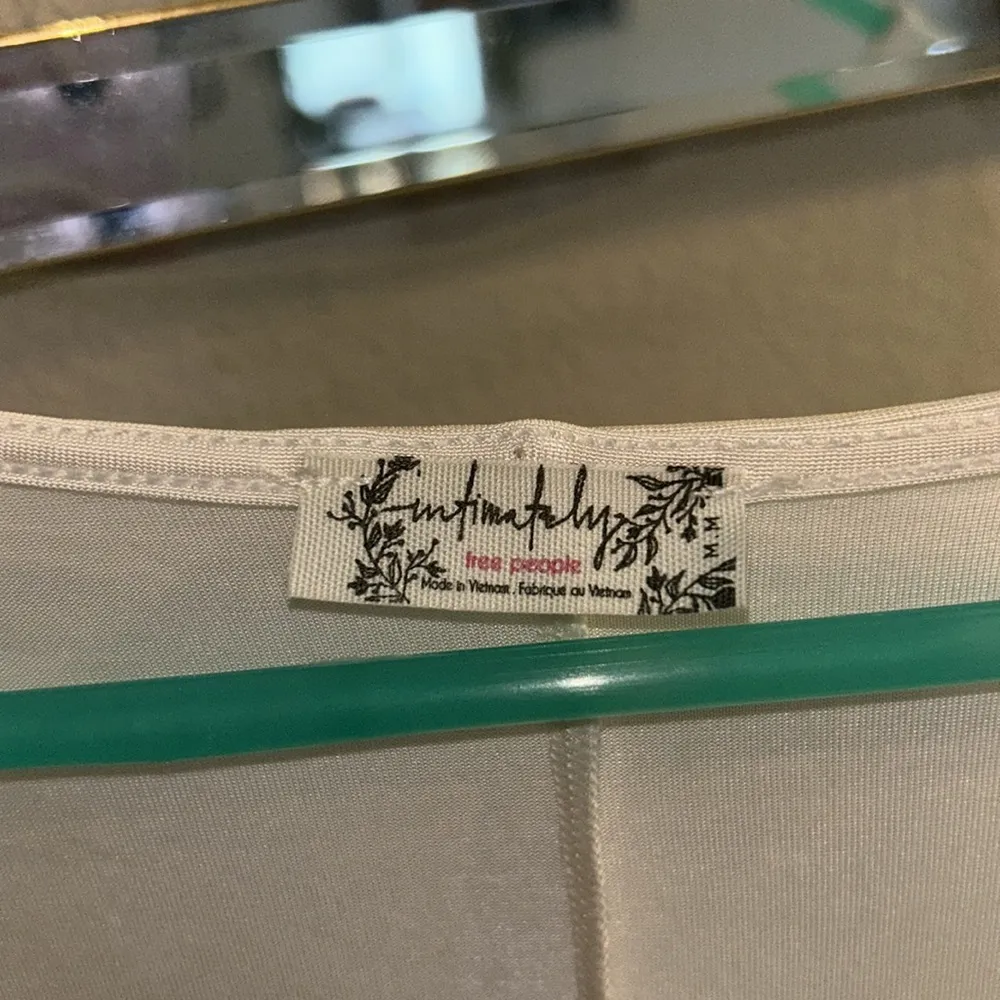 intimately
free people
Made in Vietnam . Fabriqué au Vietnam
M.M